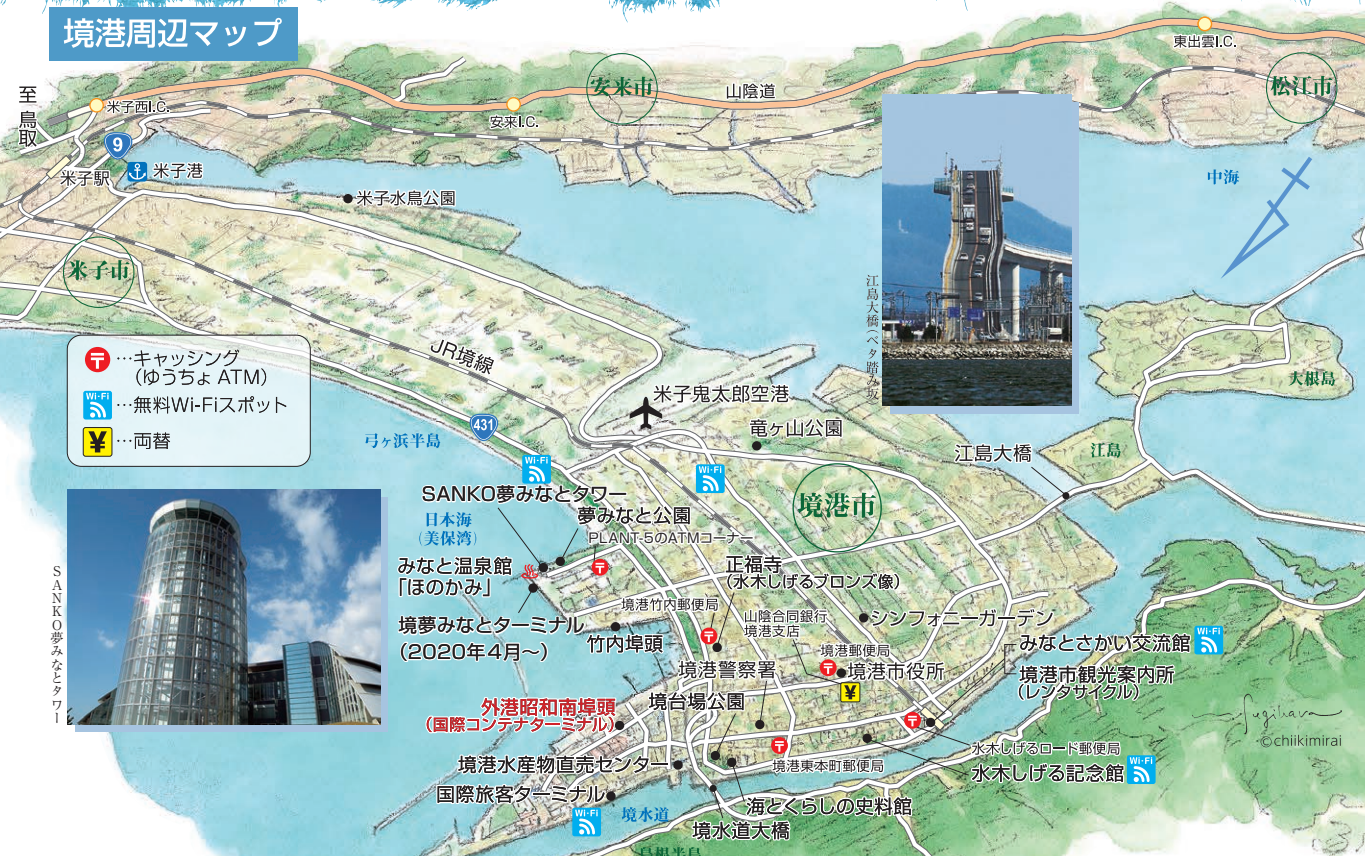 境港周辺マップ
東出雲I.C.
至鳥取
米子西I.C.
安来市
山陰道
松江市
安来I.C.
9
米子駅
米子港
米子水鳥公園
中海
米子市
江島大橋（ベタ踏み坂
…キャッシング
（ゆうちょ ATM）
Wi-Fi
…無料Wi-Fiスポット
¥
…両替
JR境線
米子鬼太郎空港
大根島
431
弓ヶ浜半島
竜ヶ山公園
江島大橋
江島
Wi-Fi
Wi-Fi
SANKO夢みなとタワー
境港市
日本海
（美保湾）
夢みなと公園
PLANT-5のATMコーナー
みなと温泉館
「ほのかみ」
正福寺
（水木しげるブロンズ像）
SANKO夢みなとタワー
境港竹内郵便局
山陰合同銀行
境港支店
シンフォニーガーデン
境夢みなとターミナル
（2020年4月〜）
竹内埠頭
境港郵便局
みなとさかい交流館
Wi-Fi
境港警察署
境港市役所
境港市観光案内所
（レンタサイクル）
¥
外港昭和南埠頭
（国際コンテナターミナル）
境台場公園
Sugihara
©chiikimirai
水木しげるロード郵便局
境港水産物直売センター
境港東本町郵便局
水木しげる記念館
Wi-Fi
国際旅客ターミナル
海とくらしの史料館
Wi-Fi
境水道
境水道大橋
島根半島